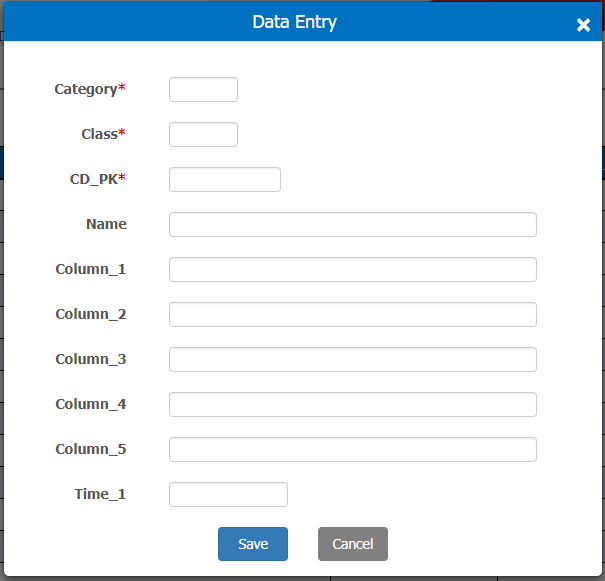 Data Entry ×
Category*
Class*
CD_PK*
Name
Column_1
Column_2
Column_3
Column_4
Column_5
Time_1
Save Cancel